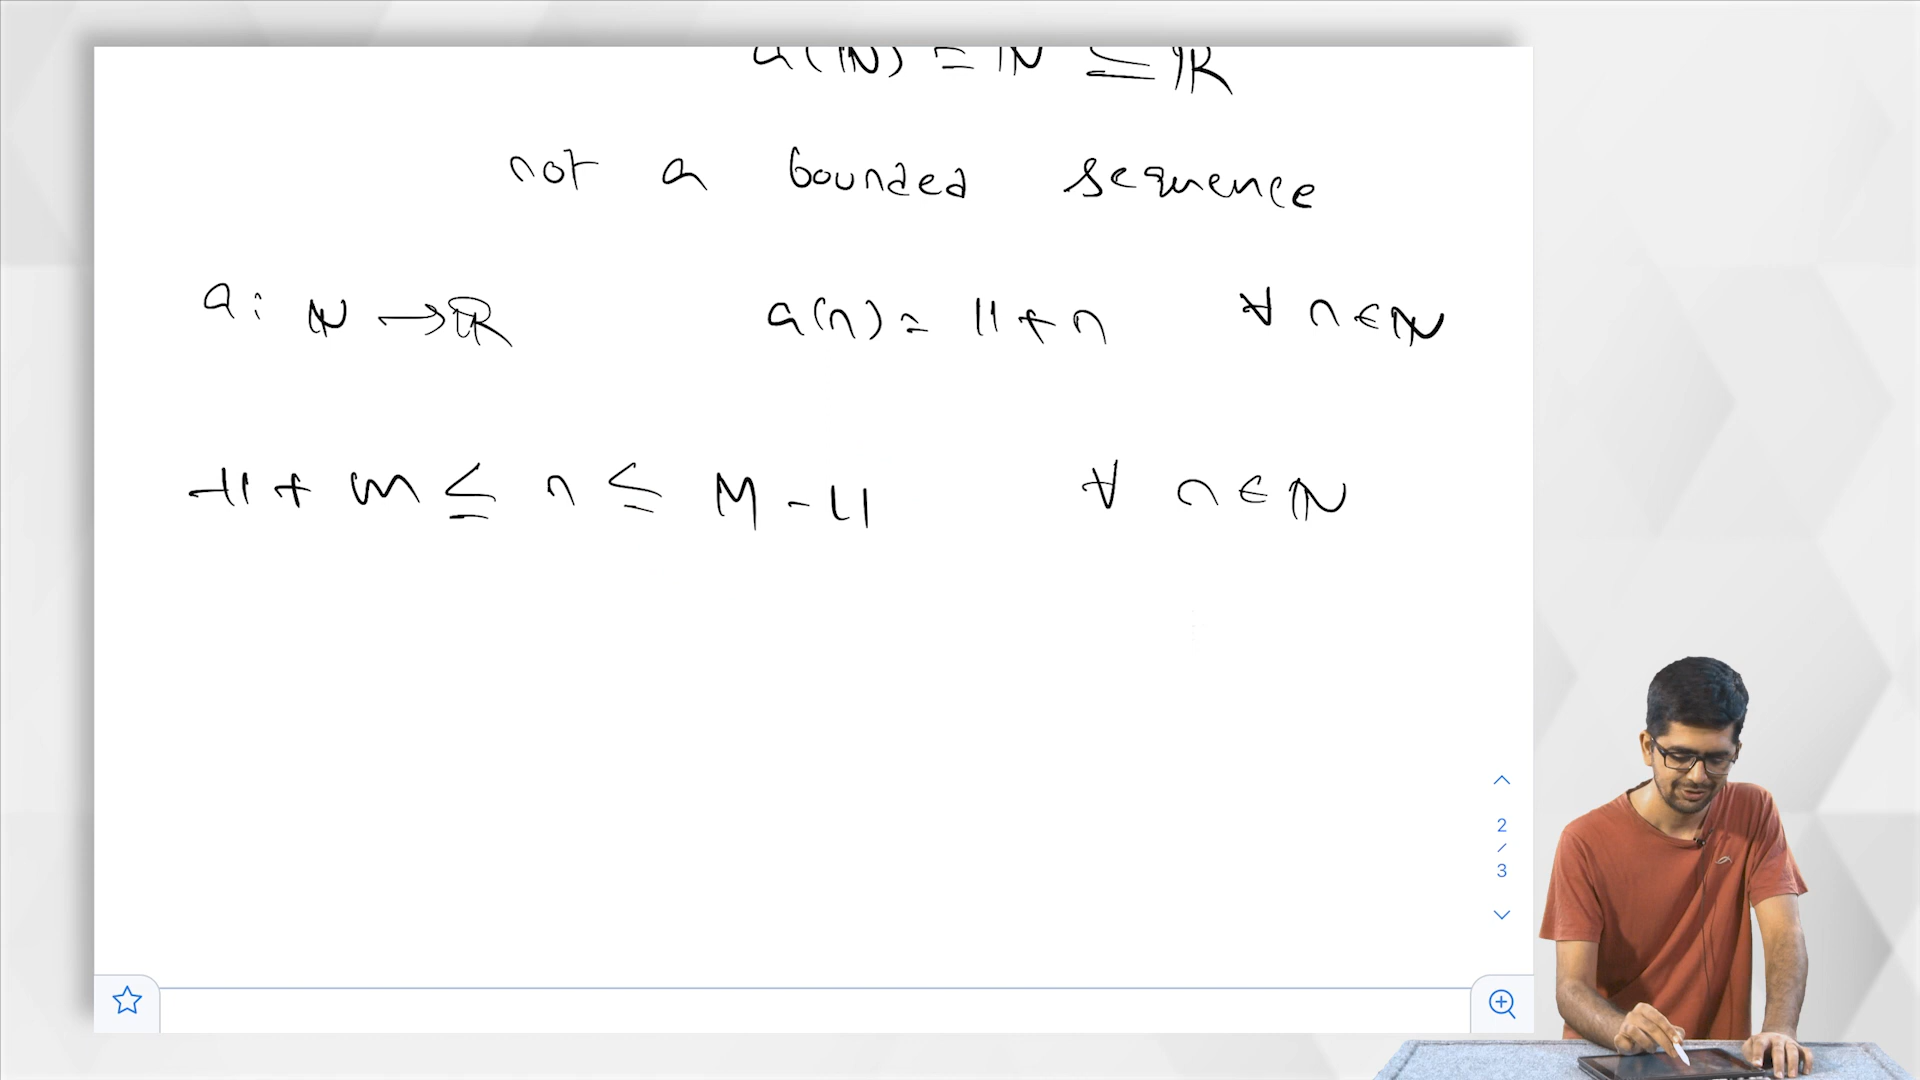 a(ℕ) = ℕ ⊆ ℝ
not a bounded sequence
a: ℕ → ℝ a(n) = 11 + n ∀ n ∈ ℕ
-11 + m ≤ n ≤ M - 11 ∀ n ∈ ℕ
2
/
3